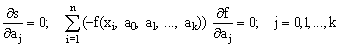 ∂s/∂a_j = 0; ∑_{i=1}^{n} (−f(x_i, a_0, a_1, ..., a_k)) ∂f/∂a_j = 0; j = 0,1,...,k